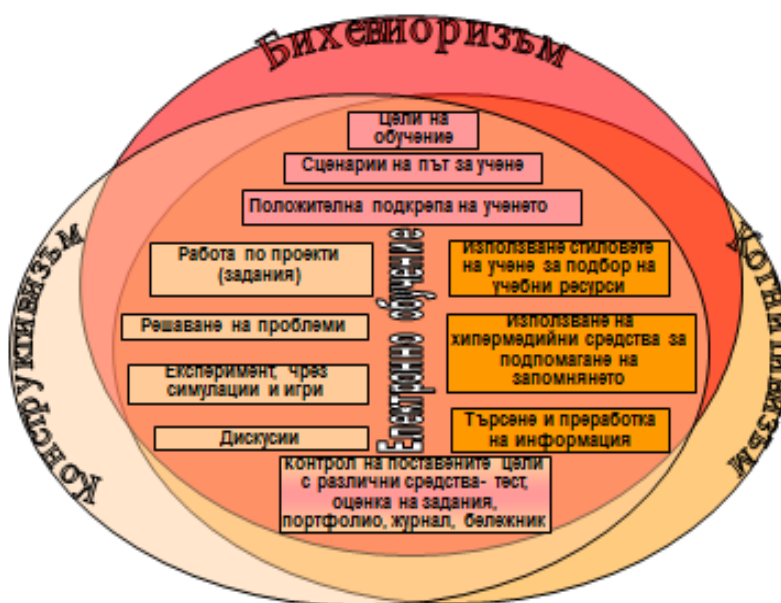 Бихевиоризъм
Цели на
обучение
Сценарии на път за учене
Положителна подкрепа на ученето
Конструктивизъм
Работа по проекти
(задания)
Решаване на проблеми
Експеримент, чрез
симулации и игри
Дискусии
Електронно обучение
Когнитивизъм
Използване стиловете
на учене за подбор на
учебни ресурси
Използване на
хипермедийни средства за
подпомагане на
запомнянето
Търсене и преработка
на информация
Контрол на поставените цели
с различни средства- тест,
оценка на задания,
портфолио, журнал, бележник